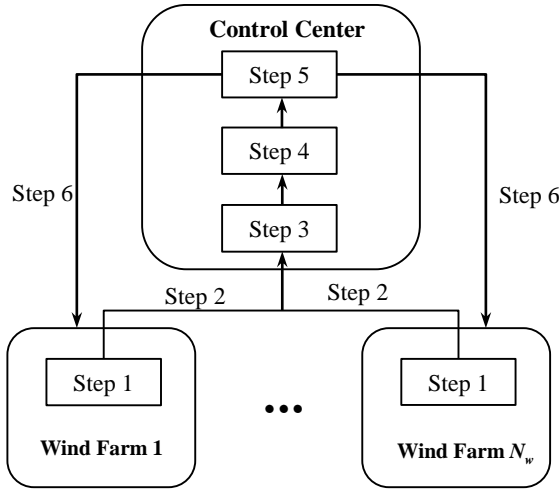 Control Center
Step 5
Step 4
Step 6
Step 6
Step 3
Step 2
Step 2
Step 1
Step 1
...
Wind Farm 1
Wind Farm N_w